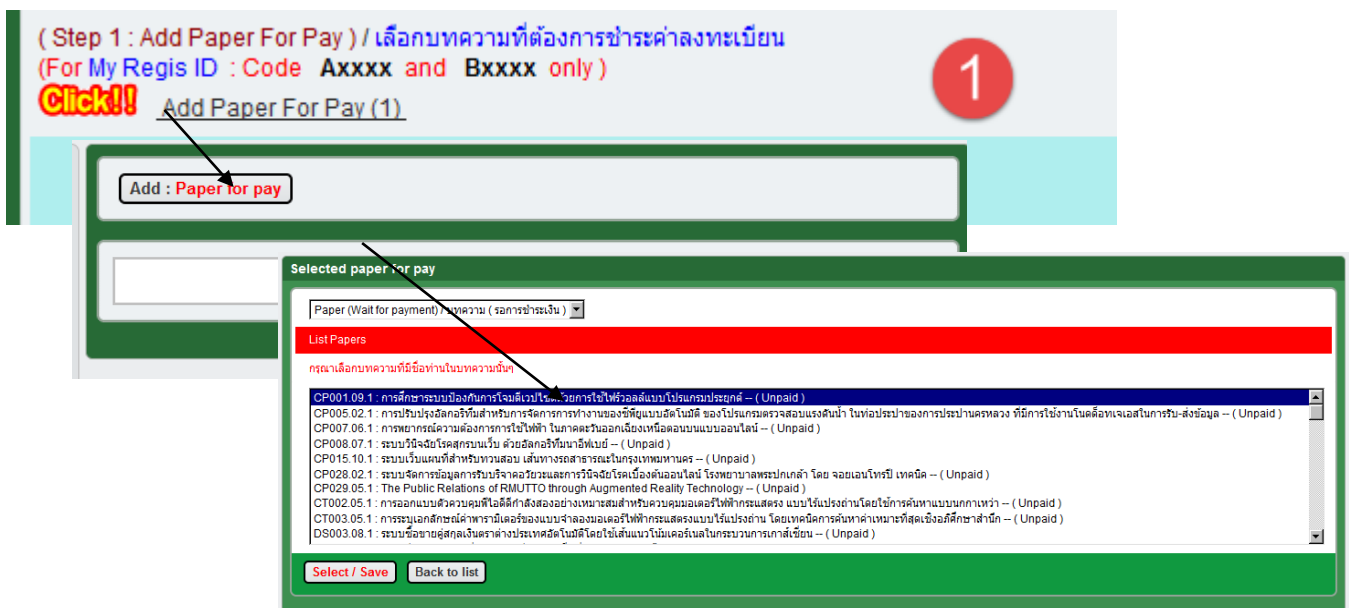 ( Step 1 : Add Paper For Pay ) / เลือกบทความที่ต้องการชำระค่าลงทะเบียน
(For My Regis ID : Code Axxxx and Bxxxx only )
1
Click!! Add Paper For Pay (1)
Add : Paper for pay
Selected paper for pay
Paper (Wait for payment) / บทความ ( รอการชำระเงิน )
List Papers
กรุณาเลือกบทความที่มีชื่อท่านในบทความนั้นๆ
CP001.09.1 : การศึกษาระบบป้องกันการโจมตีเวปไซต์ด้วยการใช้ไฟร์วอลล์แบบโปรแกรมประยุกต์ -- ( Unpaid )
CP005.02.1 : การปรับปรุงอัลกอริทึมสำหรับการจัดการการทำงานของซีพียูแบบอัตโนมัติ ของโปรแกรมตรวจสอบแรงดันน้ำ ในท่อประปาของการประปานครหลวง ที่มีการใช้งานโนดด็อทเจเอสในการรับ-ส่งข้อมูล -- ( Unpaid )
CP007.06.1 : การพยากรณ์ความต้องการการใช้ไฟฟ้า ในภาคตะวันออกเฉียงเหนือตอนบนแบบออนไลน์ -- ( Unpaid )
CP008.07.1 : ระบบวินิจฉัยโรคสุกรบนเว็บ ด้วยอัลกอริทึมนาอีฟเบย์ -- ( Unpaid )
CP015.10.1 : ระบบเว็บแผนที่สำหรับทวนสอบ เส้นทางรถสาธารณะในกรุงเทพมหานคร -- ( Unpaid )
CP028.02.1 : ระบบจัดการข้อมูลการรับบริจาคอวัยวะและการวินิจฉัยโรคเบื้องต้นออนไลน์ โรงพยาบาลพระปกเกล้า โดย จอยเอนโทรปี เทคนิค -- ( Unpaid )
CP029.05.1 : The Public Relations of RMUTTO through Augmented Reality Technology -- ( Unpaid )
CT002.05.1 : การออกแบบตัวควบคุมพีไอดีดีกำลังสองอย่างเหมาะสมสำหรับควบคุมมอเตอร์ไฟฟ้ากระแสตรง แบบไร้แปรงถ่านโดยใช้การค้นหาแบบนกกาเหว่า -- ( Unpaid )
CT003.05.1 : การระบุเอกลักษณ์ค่าพารามิเตอร์ของแบบจำลองมอเตอร์ไฟฟ้ากระแสตรงแบบไร้แปรงถ่าน โดยเทคนิคการค้นหาค่าเหมาะที่สุดเชิงอภิศึกษาสำนึก -- ( Unpaid )
DS003.08.1 : ระบบซื้อขายคู่สกุลเงินตราต่างประเทศอัตโนมัติโดยใช้เส้นแนวโน้มเคอร์เนลในกระบวนการเกาส์เซียน -- ( Unpaid )
Select / Save Back to list